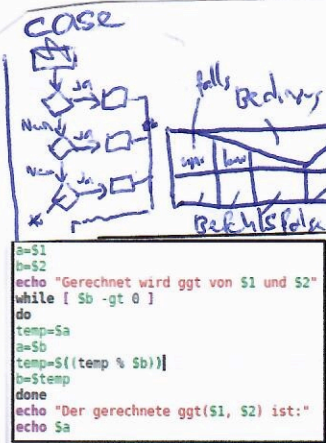 case
falls
Bedingung
ja
Nein
ja
Nein
ja
Befehlsfolge
a=$1
b=$2
echo "Gerechnet wird ggt von $1 und $2"
while [ $b -gt 0 ]
do
temp=$a
a=$b
temp=$((temp % $b))
b=$temp
done
echo "Der gerechnete ggt($1, $2) ist:"
echo $a